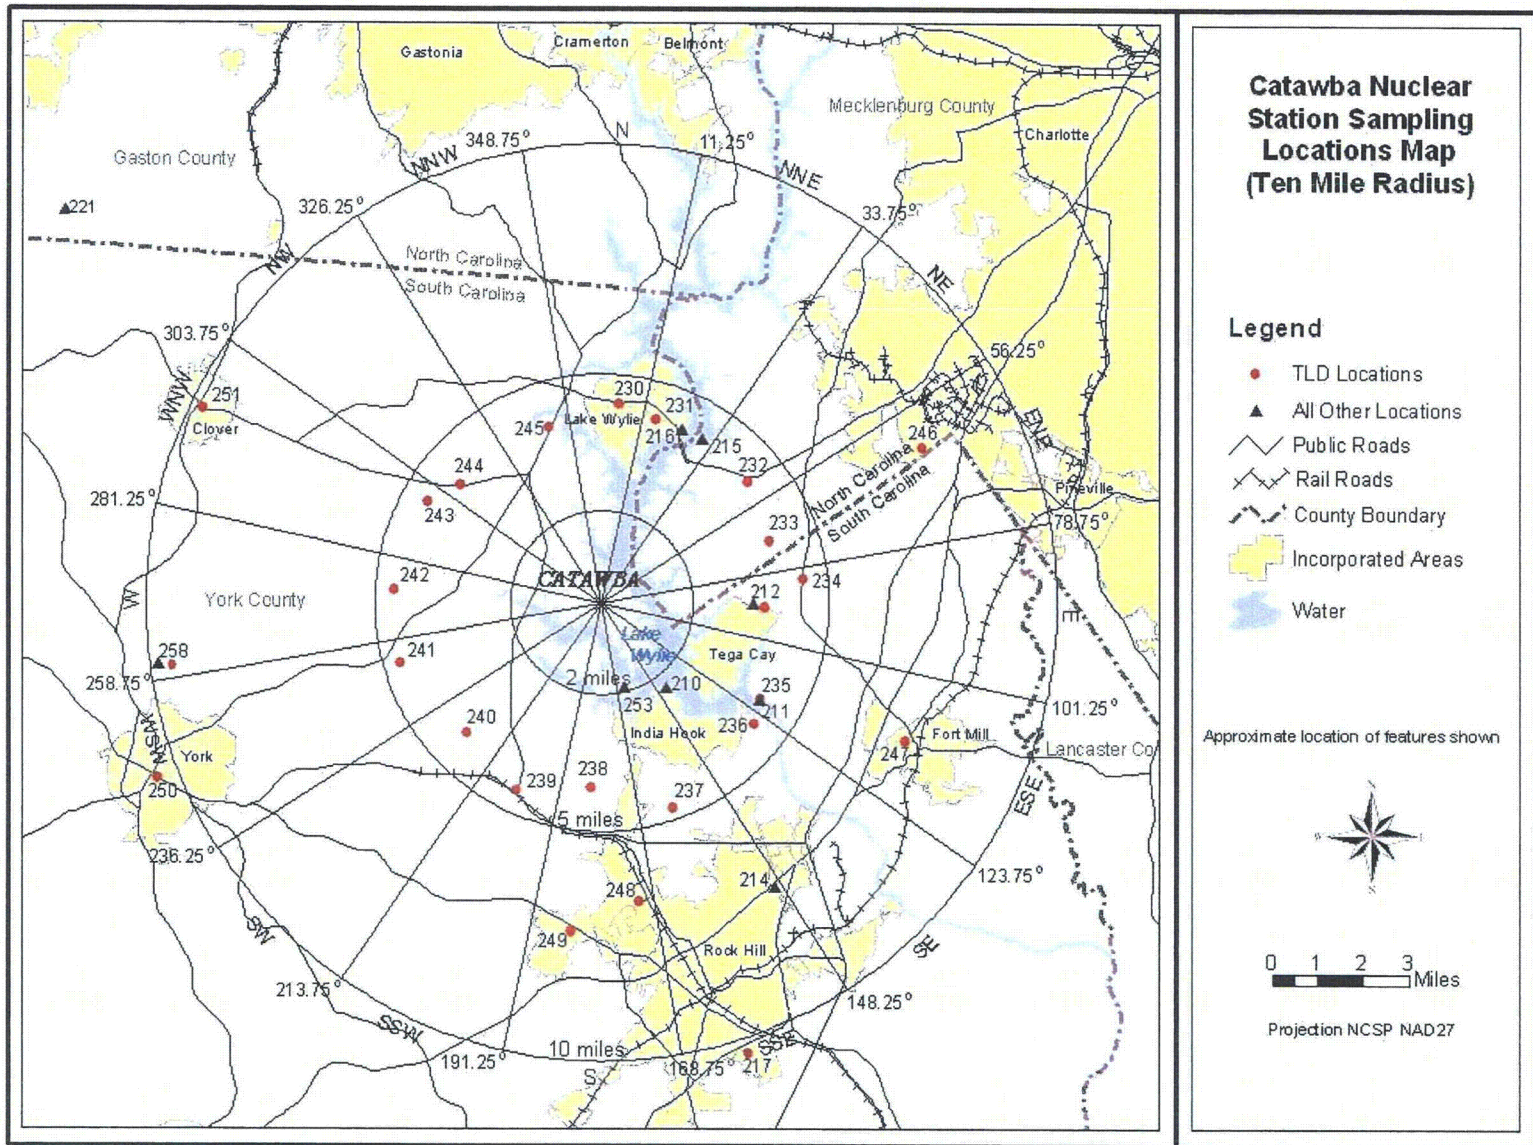 Gastonia
Cramerton
Belmont
Mecklenburg County
Charlotte
Gaston County
348.75°
N
11.25°
NNW
NNE
221
326.25°
33.75°
North Carolina
South Carolina
NW
NE
303.75°
56.25°
WNW
251
Clover
230
231
Lake Wylie
245
216
215
246
ENE
244
232
North Carolina
South Carolina
243
Pineville
281.25°
78.75°
233
242
CATAWBA
212
234
W
York County
E
Lake
Wylie
Tega Cay
241
258
2 miles
210
258.75°
253
235
211
101.25°
240
India Hook
236
247
Fort Mill
Lancaster Co
WSW
York
250
239
238
237
ESE
5 miles
236.25°
123.75°
214
248
SW
249
Rock Hill
SE
213.75°
148.25°
SSW
10 miles
SSE
191.25°
S
168.75°
217
Catawba Nuclear
Station Sampling
Locations Map
(Ten Mile Radius)
Legend
TLD Locations
All Other Locations
Public Roads
Rail Roads
County Boundary
Incorporated Areas
Water
Approximate location of features shown
N
E
S
W
0 1 2 3
Miles
Projection NCSP NAD27